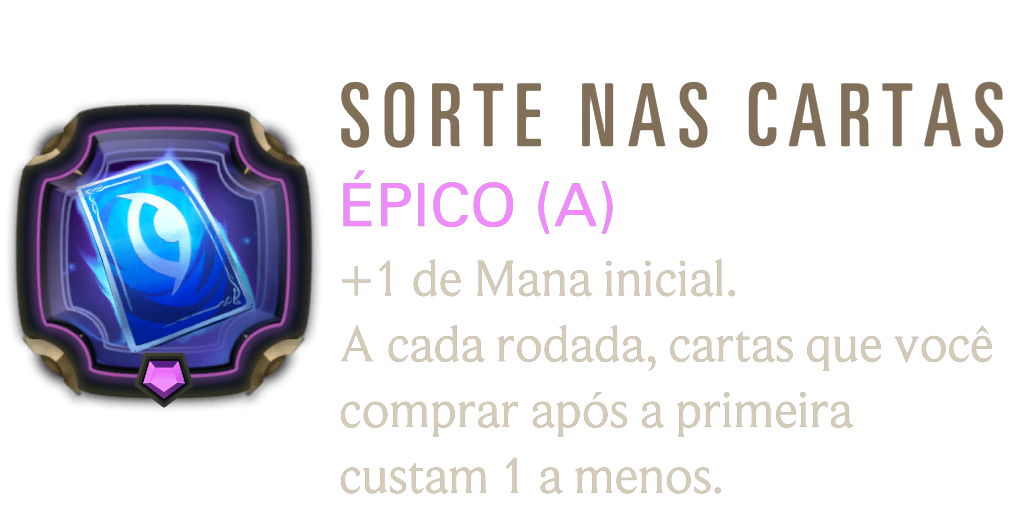 SORTE NAS CARTAS
ÉPICO (A)
+1 de Mana inicial.
A cada rodada, cartas que você
comprar após a primeira
custam 1 a menos.